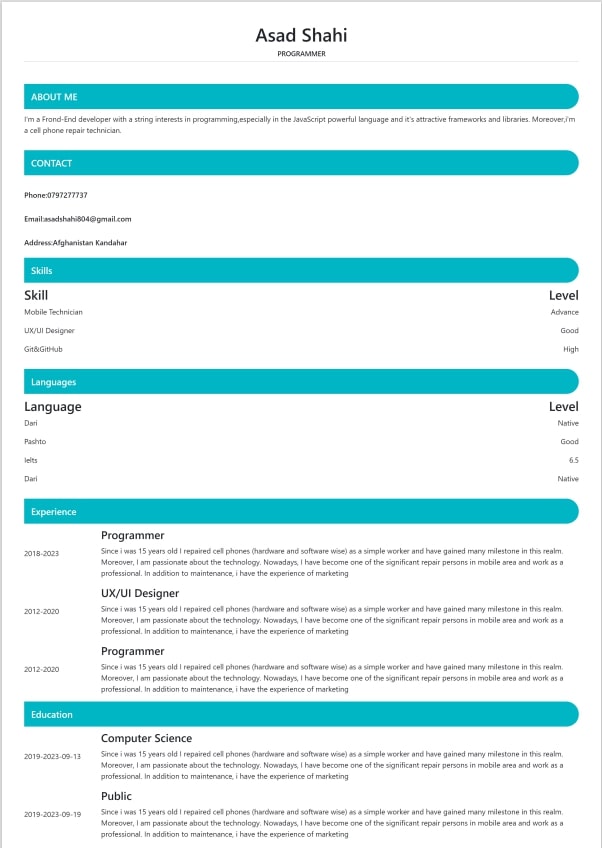 Asad Shahi
PROGRAMMER
ABOUT ME
I'm a Frond-End developer with a string interests in programming,especially in the JavaScript powerful language and it's attractive frameworks and libraries. Moreover,i'm
a cell phone repair technician.
CONTACT
Phone:0797277737
Email:asadshahi804@gmail.com
Address:Afghanistan Kandahar
Skills
Skill Level
Mobile Technician Advance
UX/UI Designer Good
Git&GitHub High
Languages
Language Level
Dari Native
Pashto Good
Ielts 6.5
Dari Native
Experience
Programmer
2018-2023
Since i was 15 years old I repaired cell phones (hardware and software wise) as a simple worker and have gained many milestone in this realm.
Moreover, I am passionate about the technology. Nowadays, I have become one of the significant repair persons in mobile area and work as a
professional. In addition to maintenance, i have the experience of marketing
UX/UI Designer
2012-2020
Since i was 15 years old I repaired cell phones (hardware and software wise) as a simple worker and have gained many milestone in this realm.
Moreover, I am passionate about the technology. Nowadays, I have become one of the significant repair persons in mobile area and work as a
professional. In addition to maintenance, i have the experience of marketing
Programmer
2012-2020
Since i was 15 years old I repaired cell phones (hardware and software wise) as a simple worker and have gained many milestone in this realm.
Moreover, I am passionate about the technology. Nowadays, I have become one of the significant repair persons in mobile area and work as a
professional. In addition to maintenance, i have the experience of marketing
Education
Computer Science
2019-2023-09-13
Since i was 15 years old I repaired cell phones (hardware and software wise) as a simple worker and have gained many milestone in this realm.
Moreover, I am passionate about the technology. Nowadays, I have become one of the significant repair persons in mobile area and work as a
professional. In addition to maintenance, i have the experience of marketing
Public
2019-2023-09-19
Since i was 15 years old I repaired cell phones (hardware and software wise) as a simple worker and have gained many milestone in this realm.
Moreover, I am passionate about the technology. Nowadays, I have become one of the significant repair persons in mobile area and work as a
professional. In addition to maintenance, i have the experience of marketing